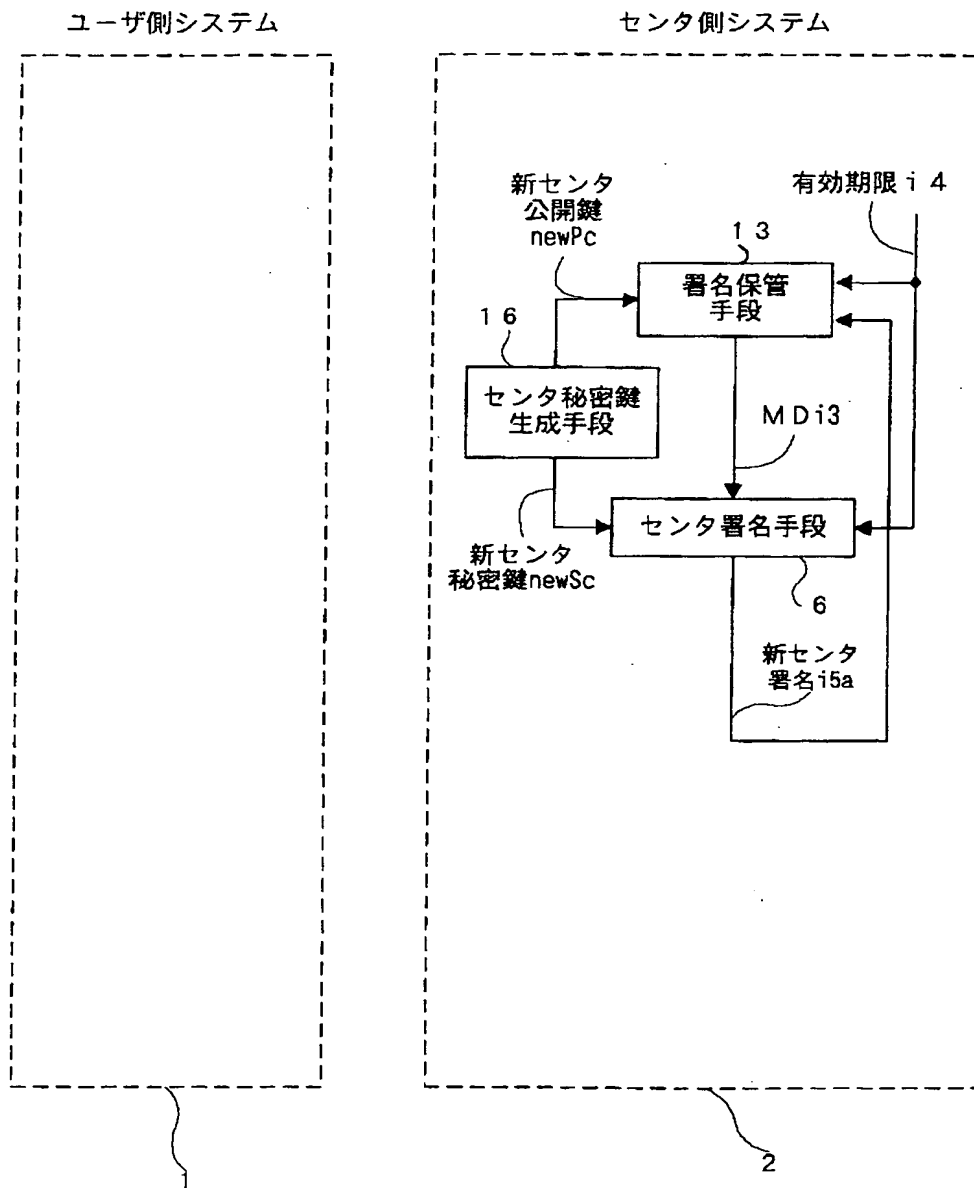 ユーザ側システム
センタ側システム
新センタ
公開鍵
newPc
有効期限i4
13
署名保管
手段
16
センタ秘密鍵
生成手段
MDi3
センタ署名手段
新センタ
秘密鍵newSc
6
新センタ
署名i5a
1
2